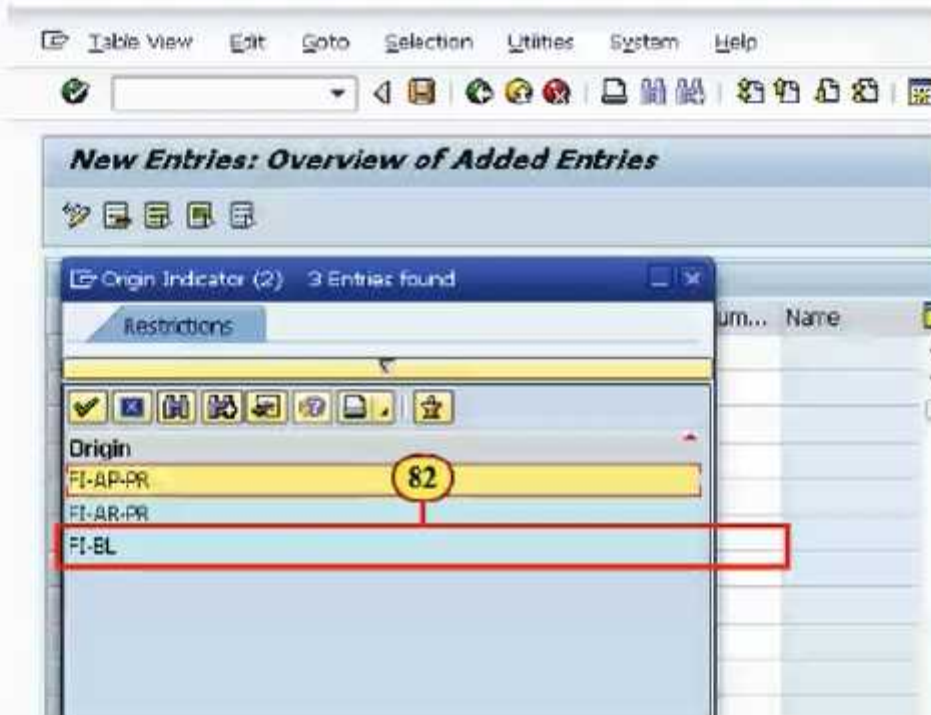 Table View Edit Goto Selection Utilities System Help
New Entries: Overview of Added Entries
Origin Indicator (2) 3 Entries found
Restrictions
um... Name
Origin
FI-AP-PR
82
FI-AR-PR
FI-BL